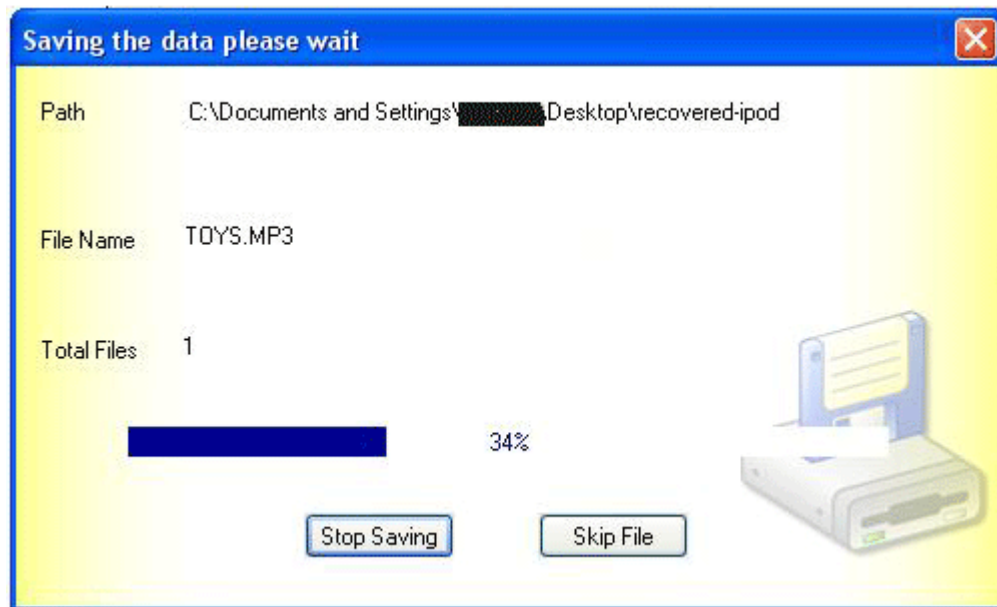 Saving the data please wait
Path C:\Documents and Settings\ \Desktop\recovered-ipod
File Name TOYS.MP3
Total Files 1
34%
Stop Saving Skip File